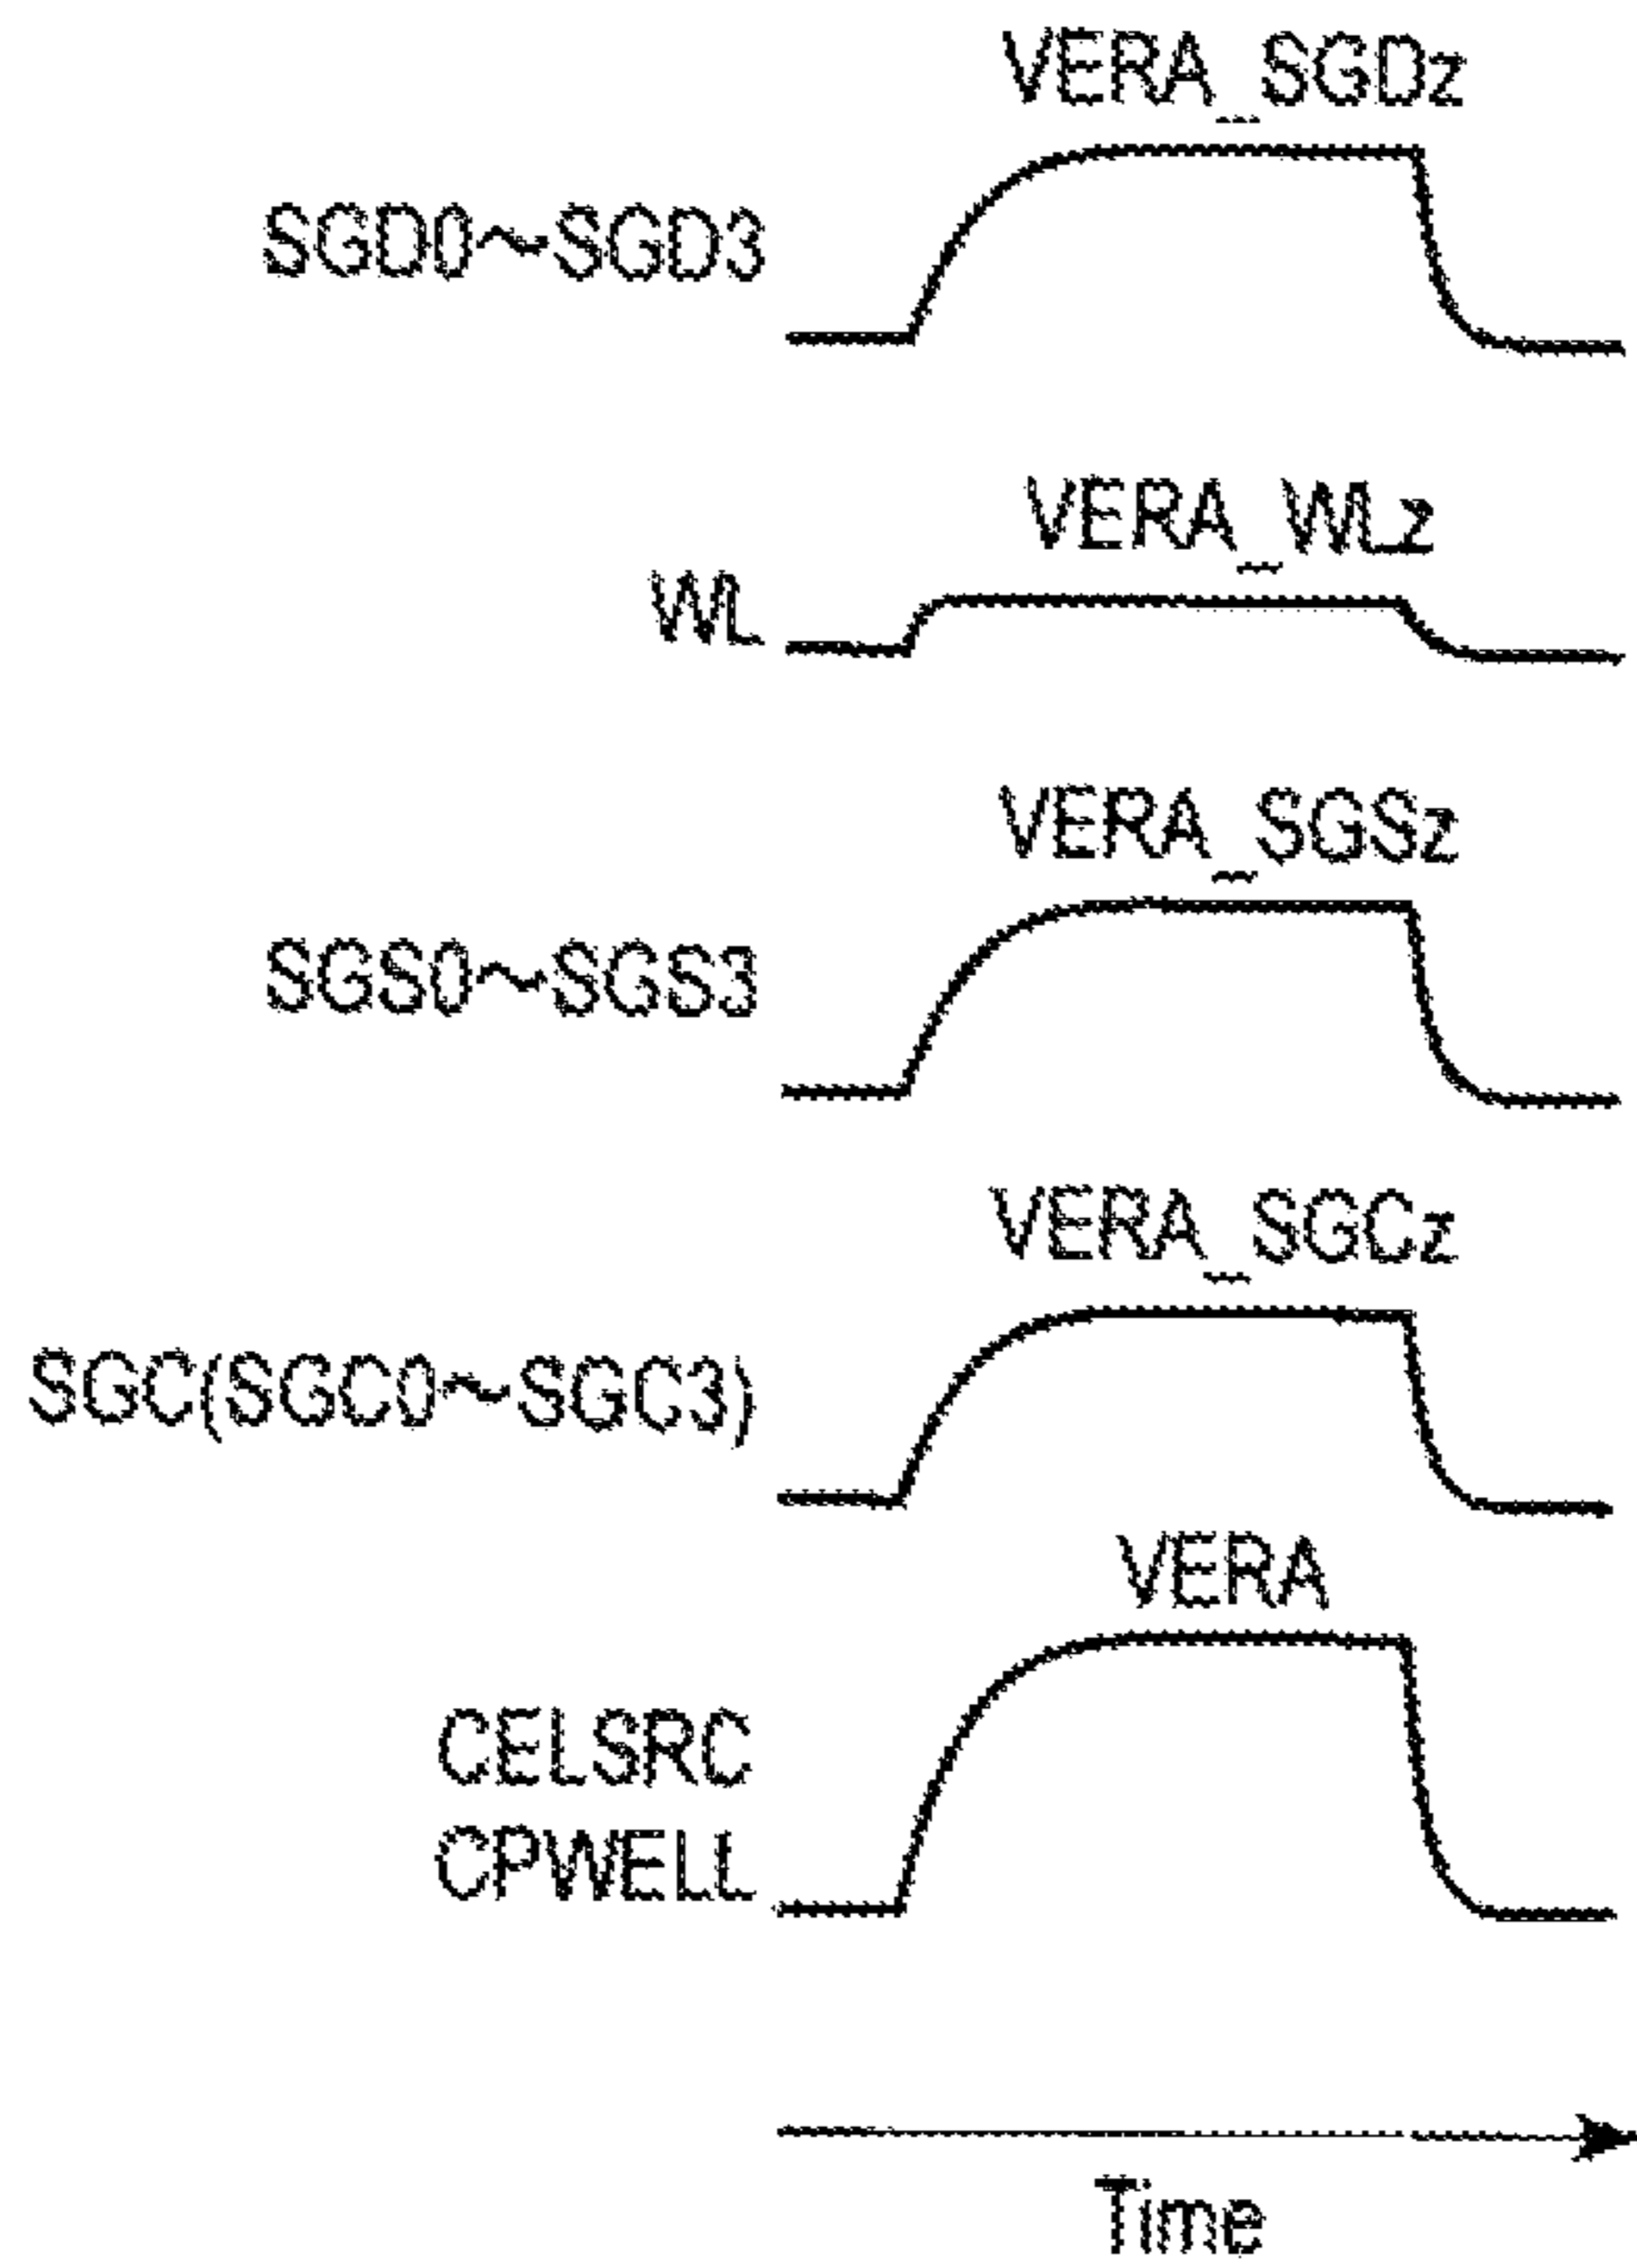 VERA_SGDz
SGD0~SGD3
VERA_WLz
WL
VERA_SGSz
SGS0~SGS3
VERA_SGCz
SGC(SGC0~SGC3)
VERA
CELSRC
CPWELL
Time